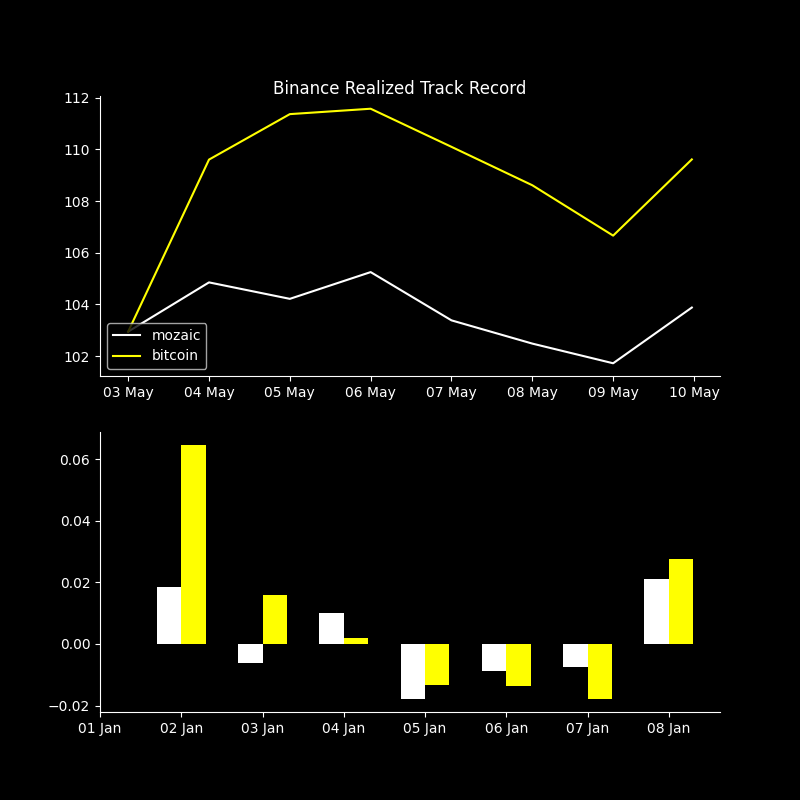 Binance Realized Track Record
112
110
108
106
104
102
mozaic
bitcoin
03 May 04 May 05 May 06 May 07 May 08 May 09 May 10 May
0.06
0.04
0.02
0.00
−0.02
01 Jan 02 Jan 03 Jan 04 Jan 05 Jan 06 Jan 07 Jan 08 Jan